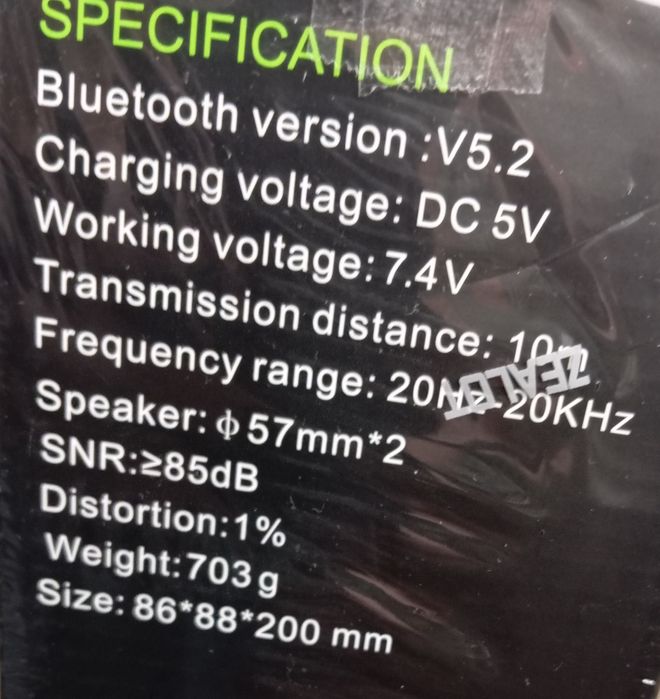 SPECIFICATION
Bluetooth version :V5.2
Charging voltage: DC 5V
Working voltage: 7.4V
Transmission distance: 10m
Frequency range: 20Hz-20KHz
ZEALOT
Speaker: ϕ57mm*2
SNR:≥85dB
Distortion:1%
Weight:703g
Size: 86*88*200 mm